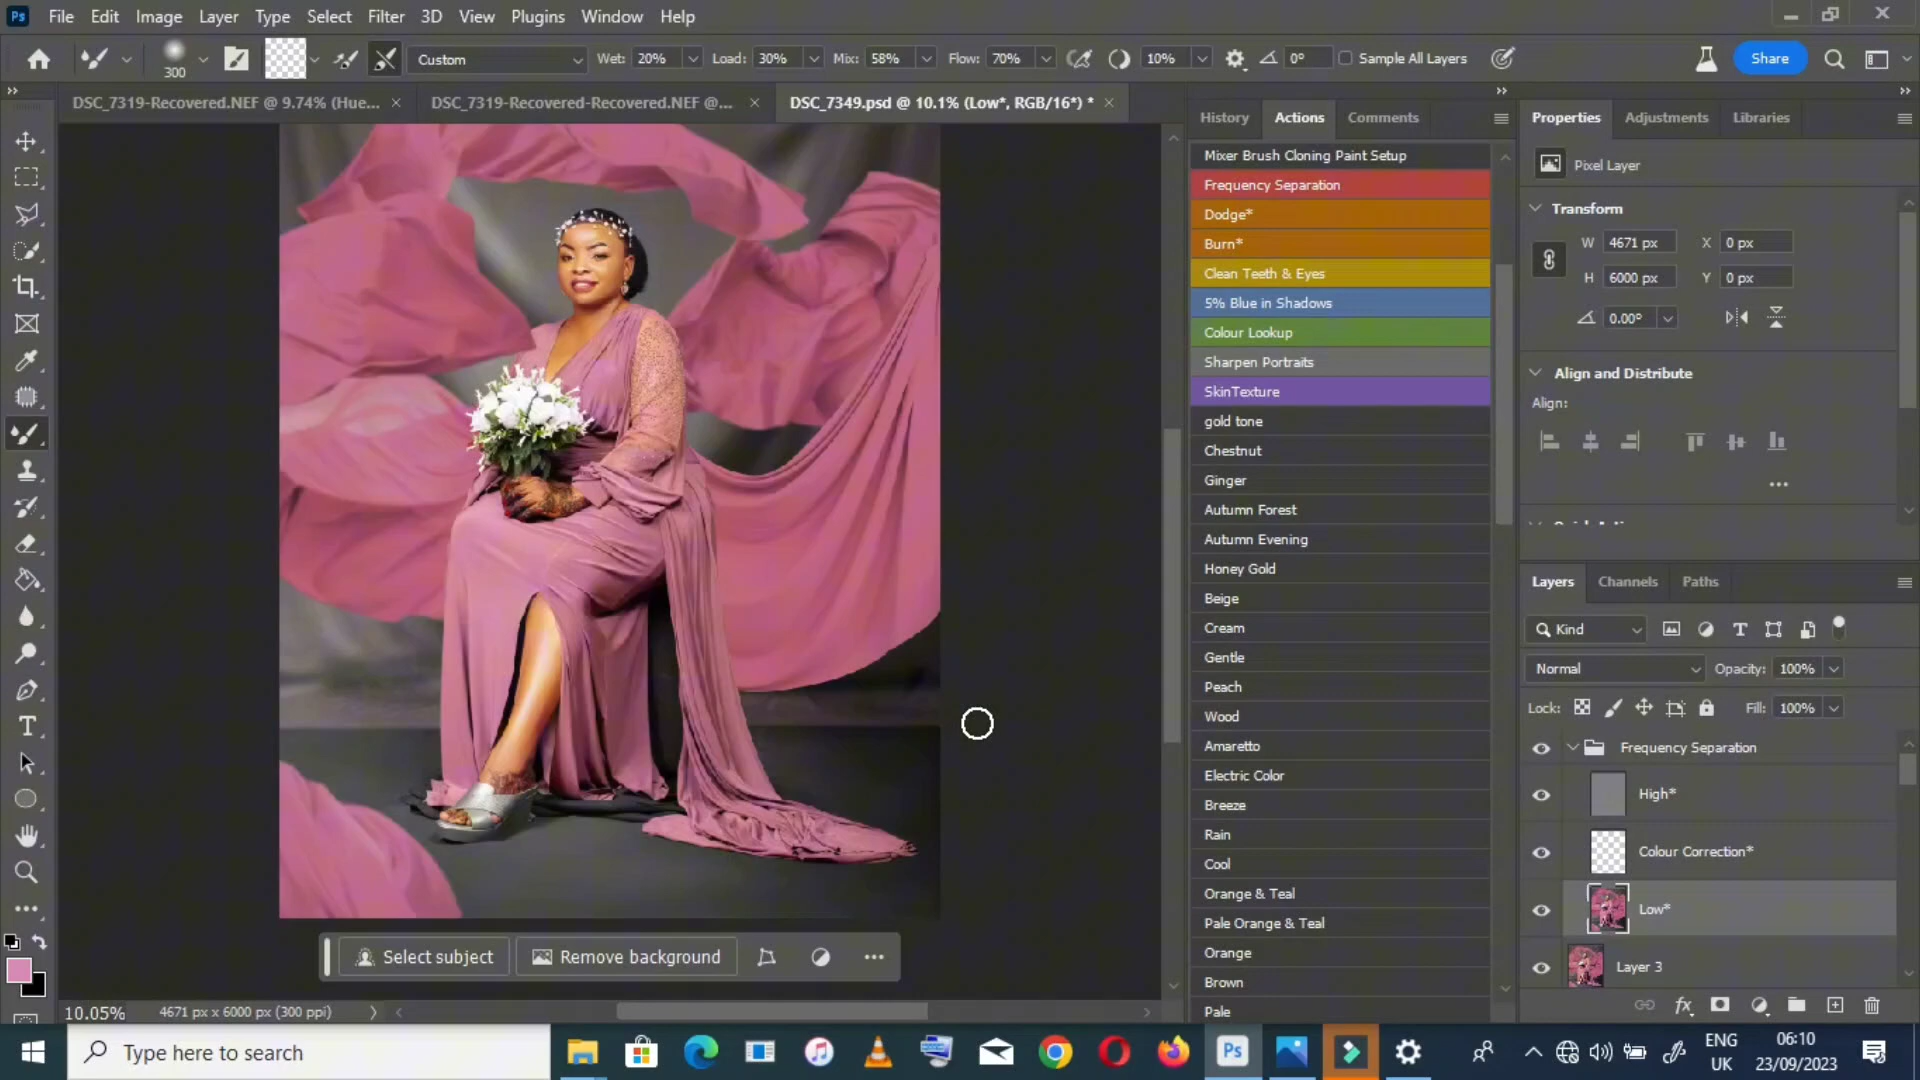 Ps File Edit Image Layer Type Select Filter 3D View Plugins Window Help
300 Custom Wet: 20% Load: 30% Mix: 58% Flow: 70% 10% 0° Sample All Layers Share
DSC_7319-Recovered.NEF @ 9.74% (Hue... × DSC_7319-Recovered-Recovered.NEF @... × DSC_7349.psd @ 10.1% (Low*, RGB/16*) * ×
History Actions Comments
Mixer Brush Cloning Paint Setup
Frequency Separation
Dodge*
Burn*
Clean Teeth & Eyes
5% Blue in Shadows
Colour Lookup
Sharpen Portraits
SkinTexture
gold tone
Chestnut
Ginger
Autumn Forest
Autumn Evening
Honey Gold
Beige
Cream
Gentle
Peach
Wood
Amaretto
Electric Color
Breeze
Rain
Cool
Orange & Teal
Pale Orange & Teal
Orange
Brown
Pale
Properties Adjustments Libraries
Pixel Layer
Transform
W 4671 px X 0 px
H 6000 px Y 0 px
0.00°
Align and Distribute
Align:
Layers Channels Paths
Kind
Normal Opacity: 100%
Lock: Fill: 100%
Frequency Separation
High*
Colour Correction*
Low*
Layer 3
Select subject Remove background
10.05% 4671 px x 6000 px (300 ppi)
Type here to search
Ps
ENG 06:10
UK 23/09/2023